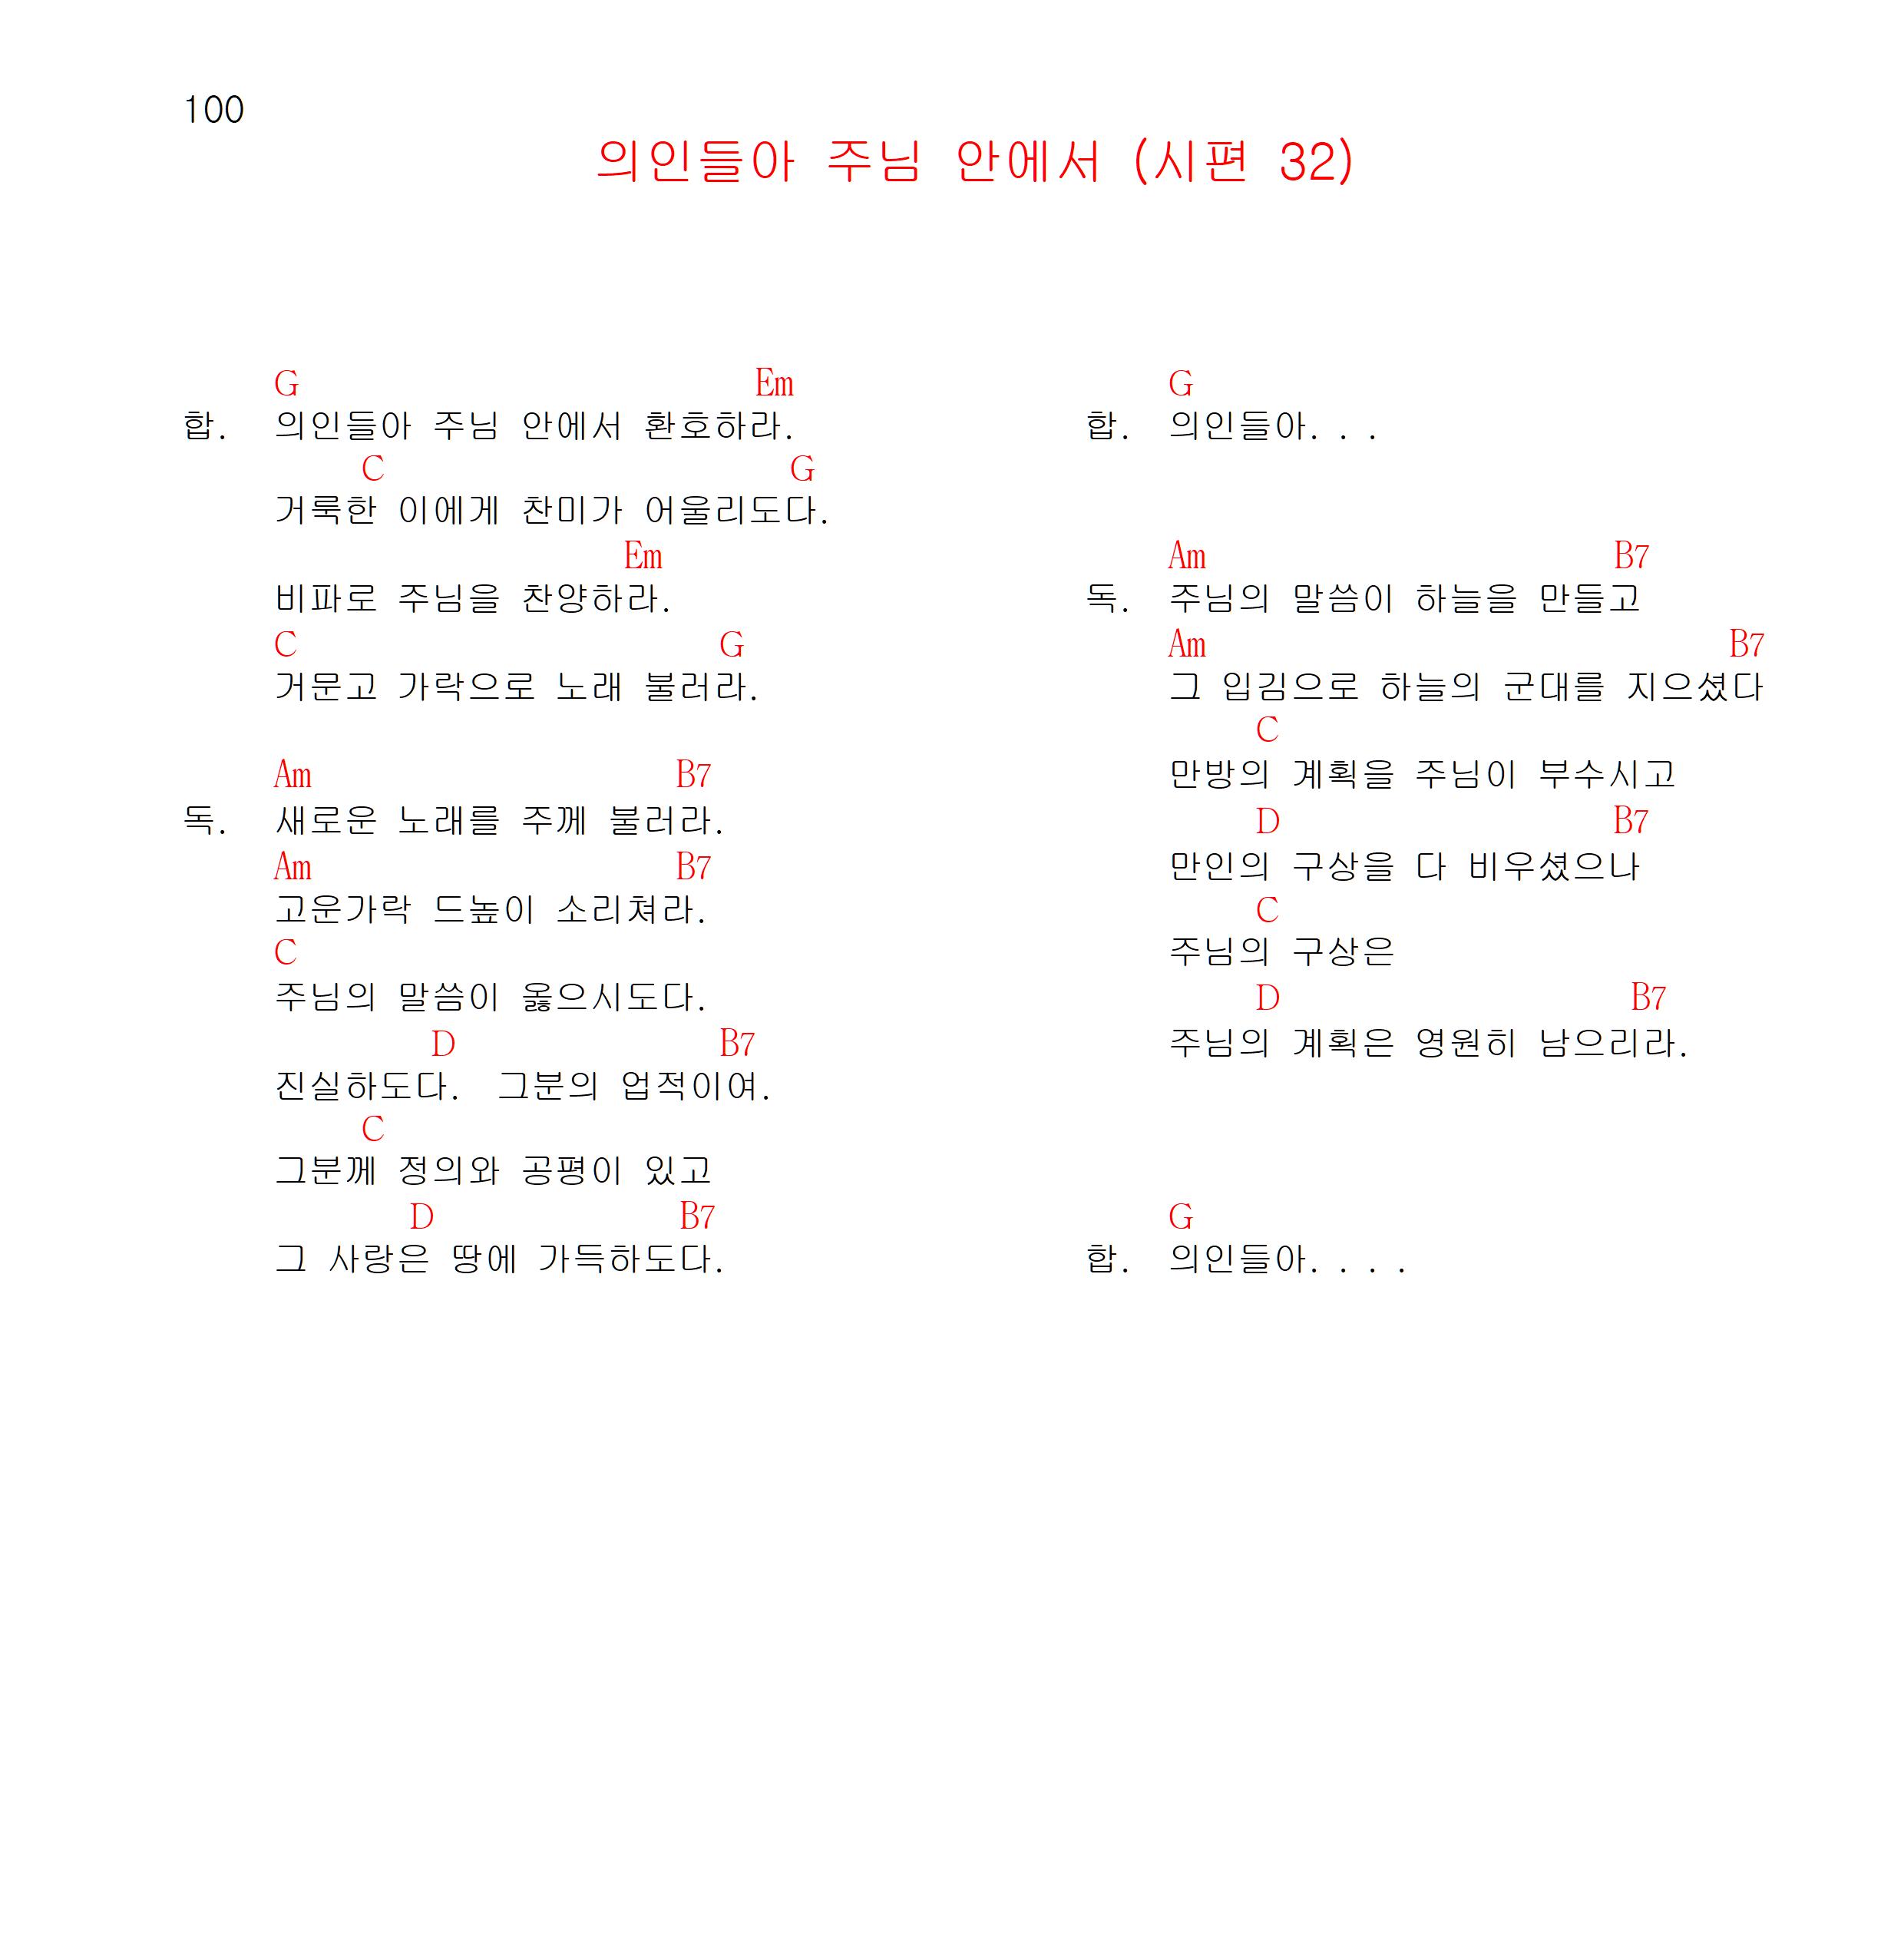 100
의인들아 주님 안에서 (시편 32)
G Em
합. 의인들아 주님 안에서 환호하라.
C G
거룩한 이에게 찬미가 어울리도다.
Em
비파로 주님을 찬양하라.
C G
거문고 가락으로 노래 불러라.
Am B7
독. 새로운 노래를 주께 불러라.
Am B7
고운가락 드높이 소리쳐라.
C
주님의 말씀이 옳으시도다.
D B7
진실하도다. 그분의 업적이여.
C
그분께 정의와 공평이 있고
D B7
그 사랑은 땅에 가득하도다.
G
합. 의인들아. . .
Am B7
독. 주님의 말씀이 하늘을 만들고
Am B7
그 입김으로 하늘의 군대를 지으셨다
C
만방의 계획을 주님이 부수시고
D B7
만인의 구상을 다 비우셨으나
C
주님의 구상은
D B7
주님의 계획은 영원히 남으리라.
G
합. 의인들아. . . .